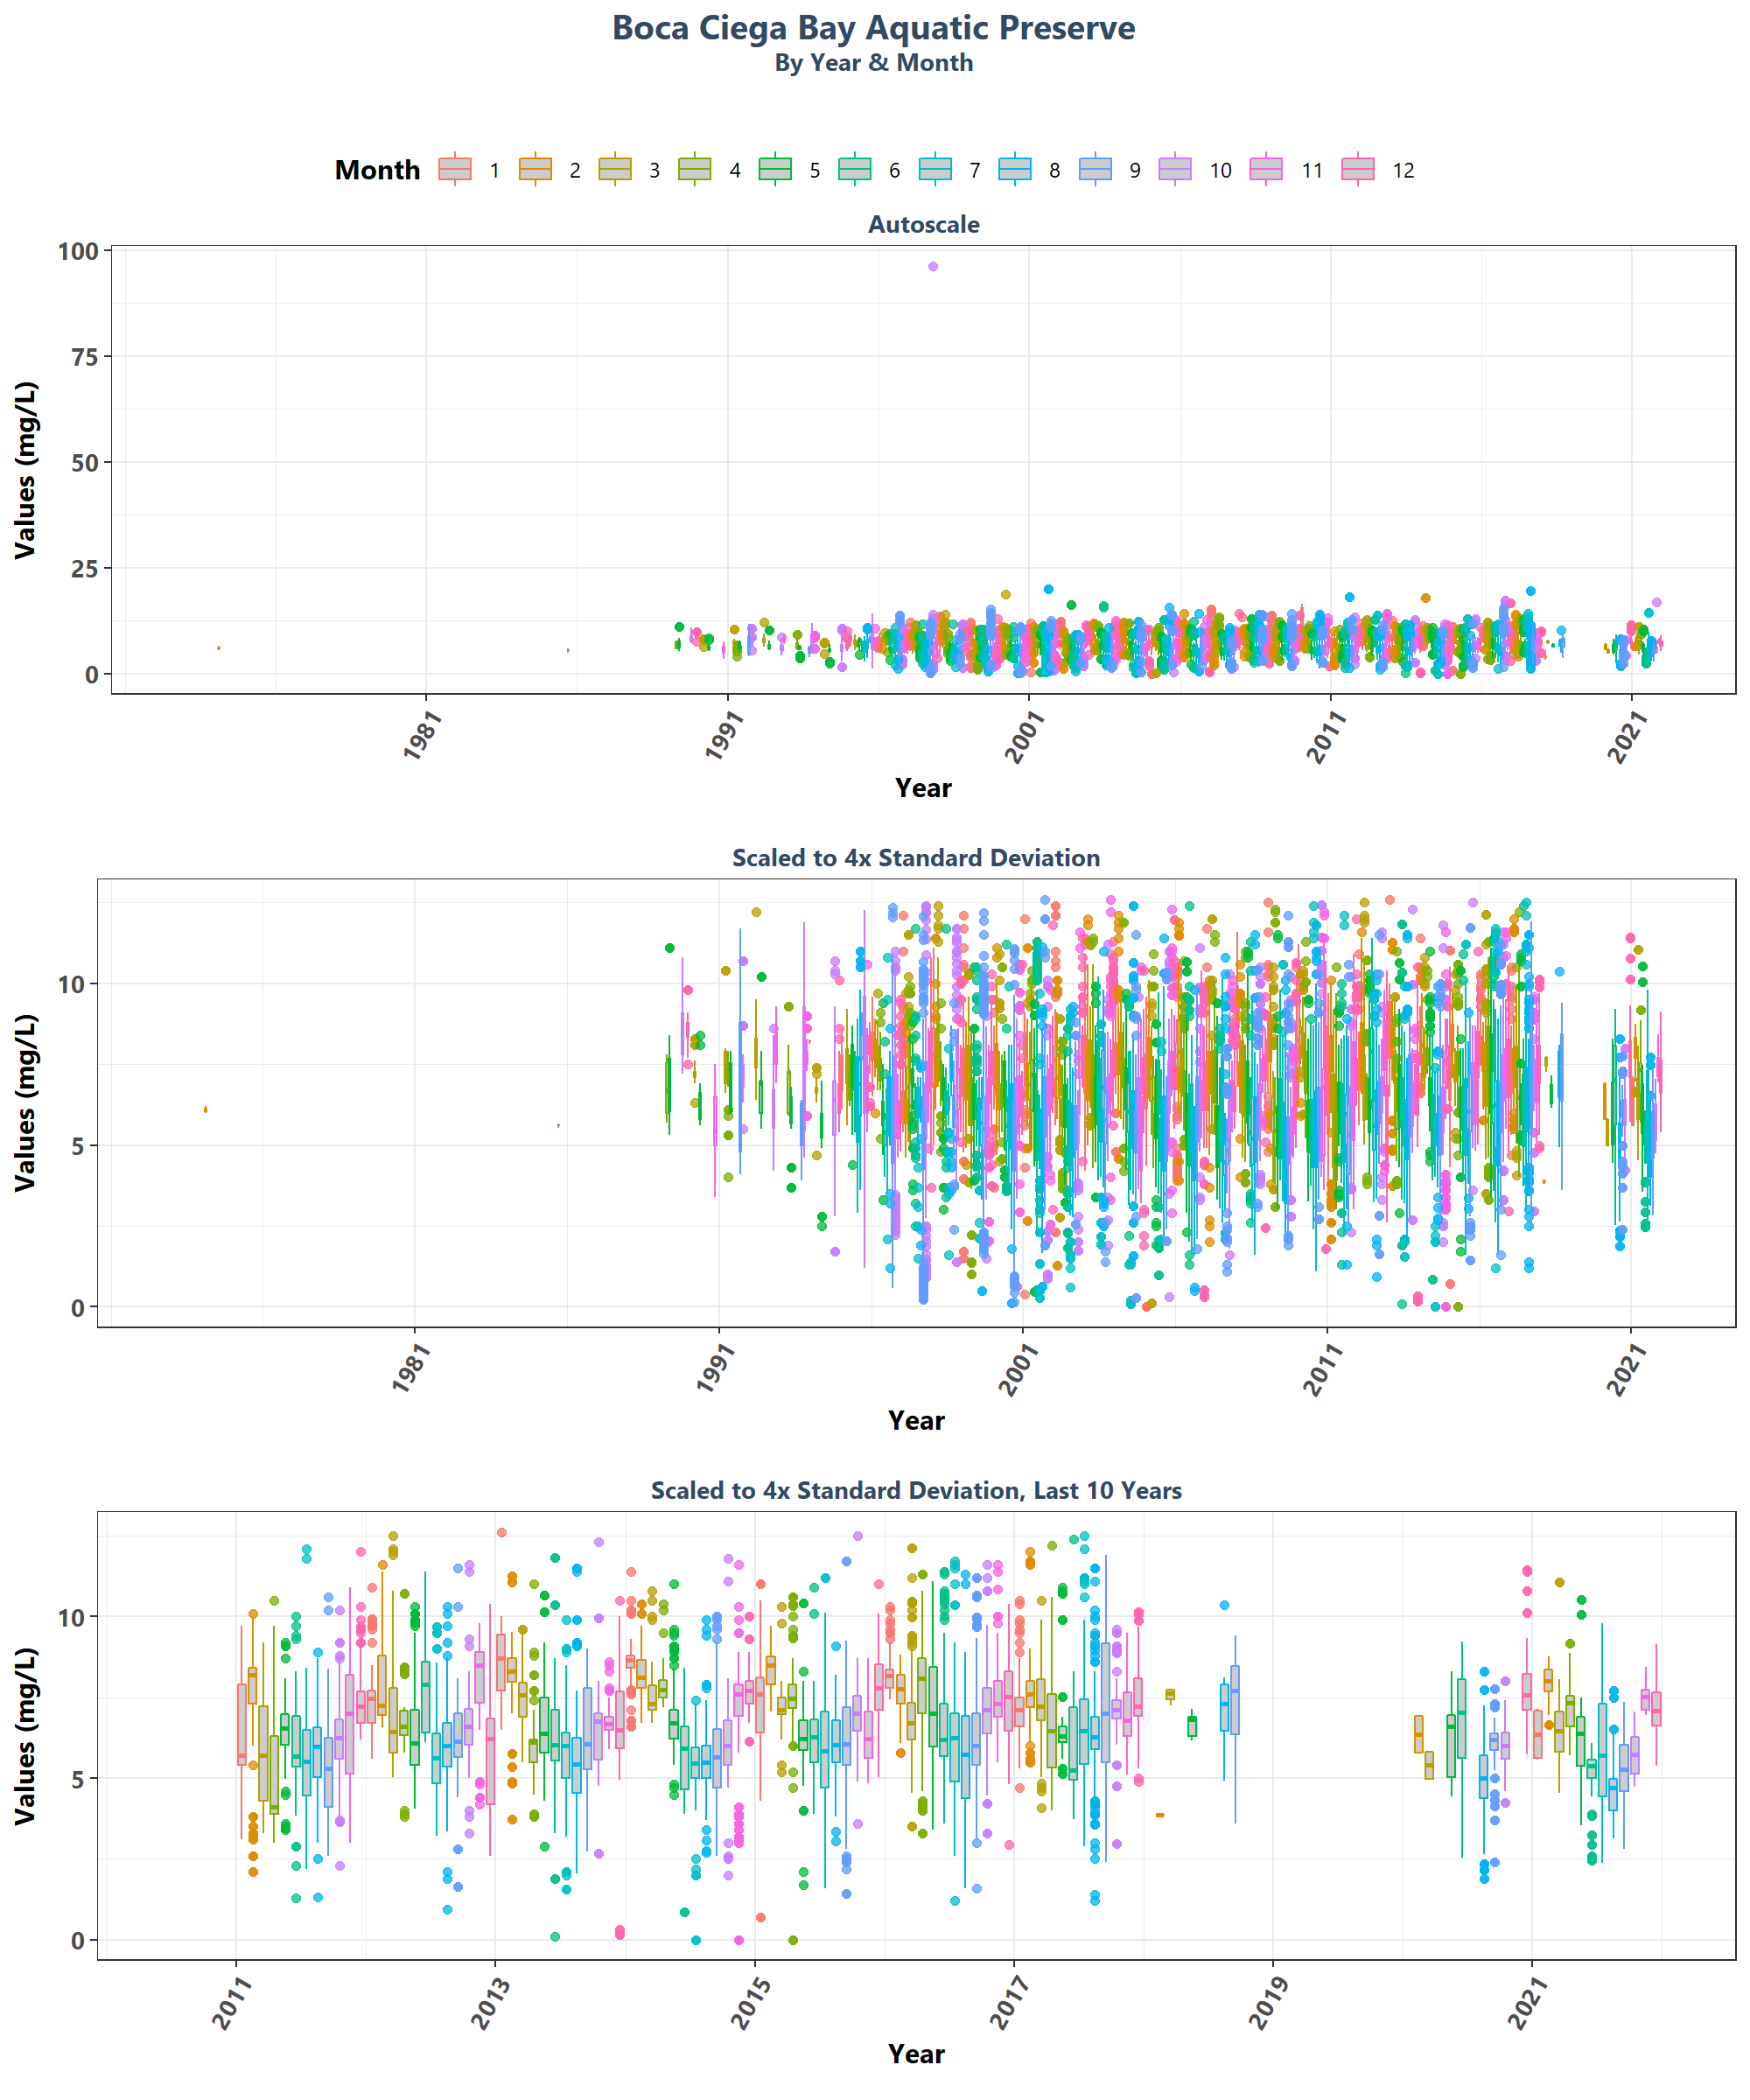 Boca Ciega Bay Aquatic Preserve
By Year & Month
Month 1 2 3 4 5 6 7 8 9 10 11 12
Autoscale
Values (mg/L)
100
75
50
25
0
1981 1991 2001 2011 2021
Year
Scaled to 4x Standard Deviation
Values (mg/L)
10
5
0
1981 1991 2001 2011 2021
Year
Scaled to 4x Standard Deviation, Last 10 Years
Values (mg/L)
10
5
0
2011 2013 2015 2017 2019 2021
Year